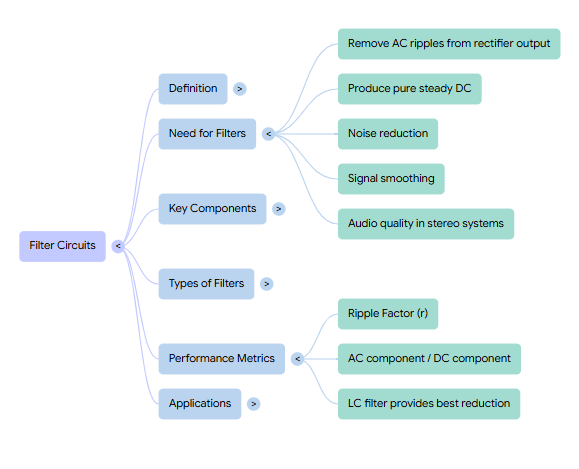 Filter Circuits
<
Definition
>
Need for Filters
<
Remove AC ripples from rectifier output
Produce pure steady DC
Noise reduction
Signal smoothing
Audio quality in stereo systems
Key Components
>
Types of Filters
>
Performance Metrics
<
Ripple Factor (r)
AC component / DC component
LC filter provides best reduction
Applications
>